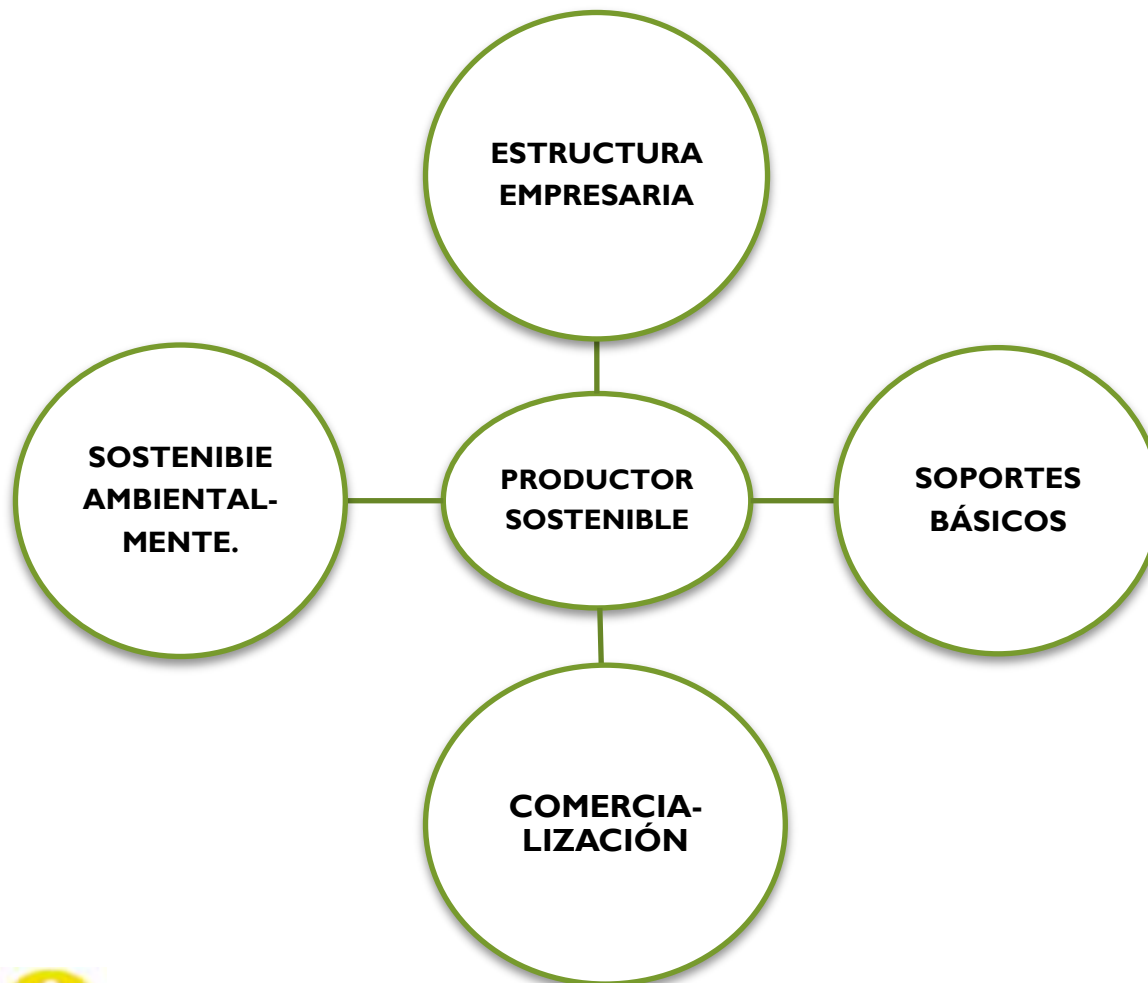 ESTRUCTURA
EMPRESARIA
SOSTENIBIE
AMBIENTAL-
MENTE.
PRODUCTOR
SOSTENIBLE
SOPORTES
BÁSICOS
COMERCIA-
LIZACIÓN